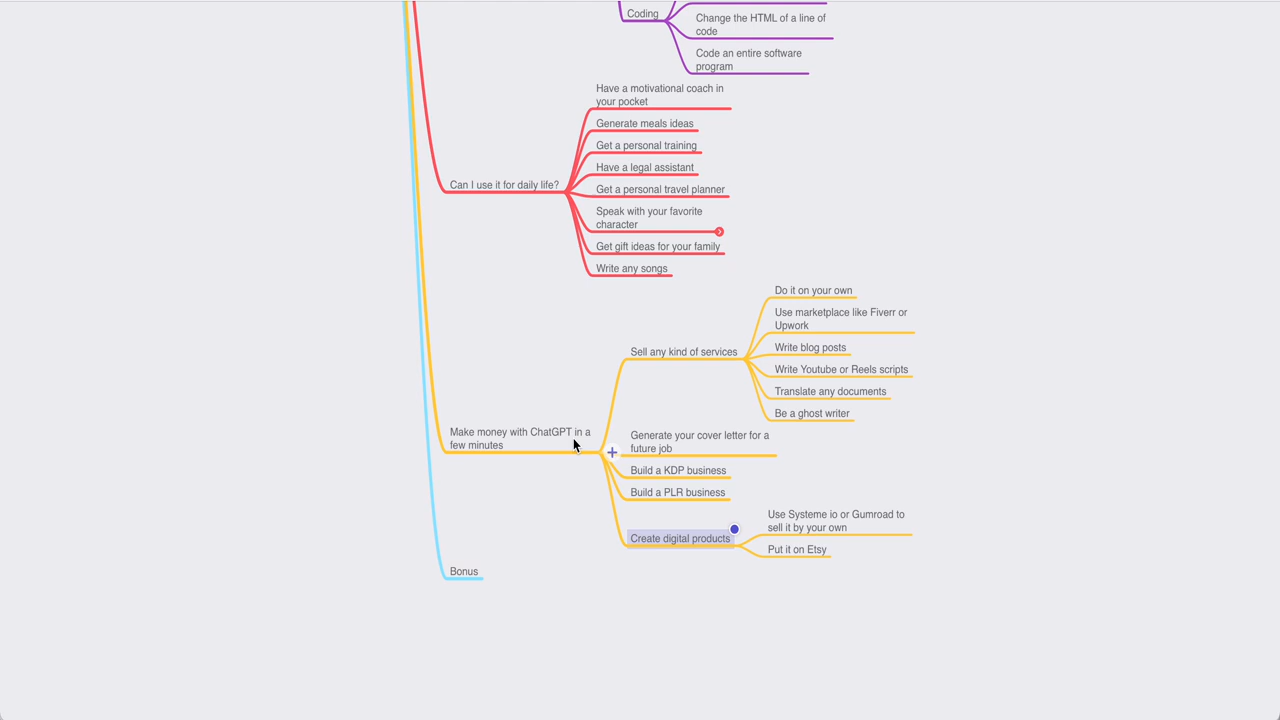 Coding
Change the HTML of a line of
code
Code an entire software
program
Have a motivational coach in
your pocket
Generate meals ideas
Get a personal training
Have a legal assistant
Can I use it for daily life?
Get a personal travel planner
Speak with your favorite
character
Get gift ideas for your family
Write any songs
Do it on your own
Use marketplace like Fiverr or
Upwork
Sell any kind of services
Write blog posts
Write Youtube or Reels scripts
Translate any documents
Be a ghost writer
Make money with ChatGPT in a
few minutes
Generate your cover letter for a
future job
Build a KDP business
Build a PLR business
Create digital products
Use Systeme io or Gumroad to
sell it by your own
Put it on Etsy
Bonus